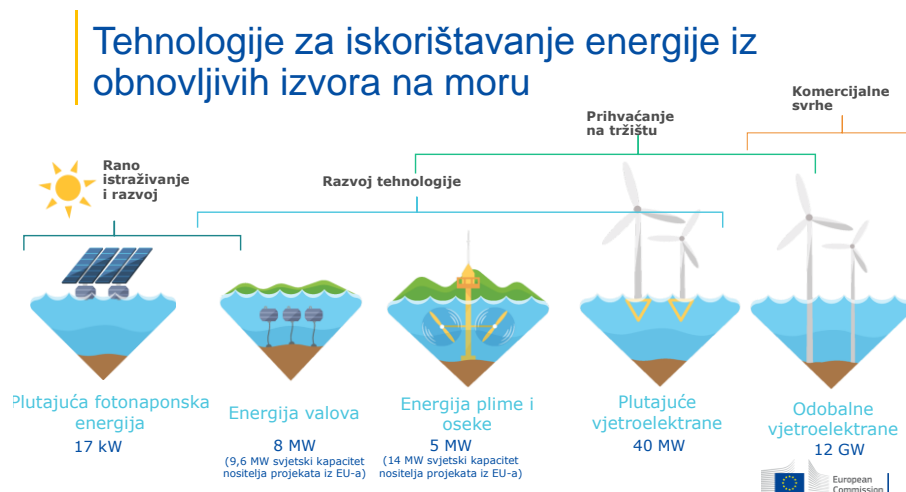 Tehnologije za iskorištavanje energije iz
obnovljivih izvora na moru
Komercijalne
svrhe
Prihvaćanje
na tržištu
Rano
istraživanje
i razvoj
Razvoj tehnologije
Plutajuća fotonaponska
energija
17 kW
Energija valova
8 MW
(9,6 MW svjetski kapacitet
nositelja projekata iz EU-a)
Energija plime i
oseke
5 MW
(14 MW svjetski kapacitet
nositelja projekata iz EU-a)
Plutajuće
vjetroelektrane
40 MW
Odobalne
vjetroelektrane
12 GW
European
Commission